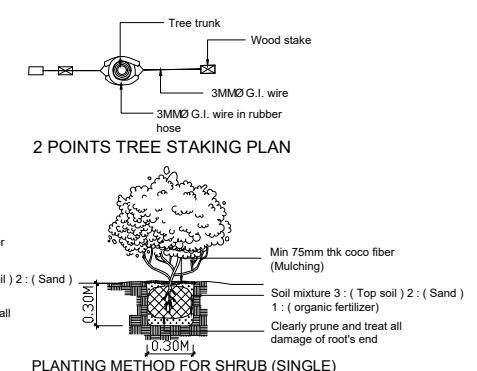 Tree trunk
Wood stake
3MMØ G.I. wire
3MMØ G.I. wire in rubber
hose
2 POINTS TREE STAKING PLAN
er
il ) 2 : ( Sand )
all
0.30M
0.30M
Min 75mm thk coco fiber
(Mulching)
Soil mixture 3 : ( Top soil ) 2 : ( Sand )
1 : ( organic fertilizer)
Clearly prune and treat all
damage of root's end
PLANTING METHOD FOR SHRUB (SINGLE)